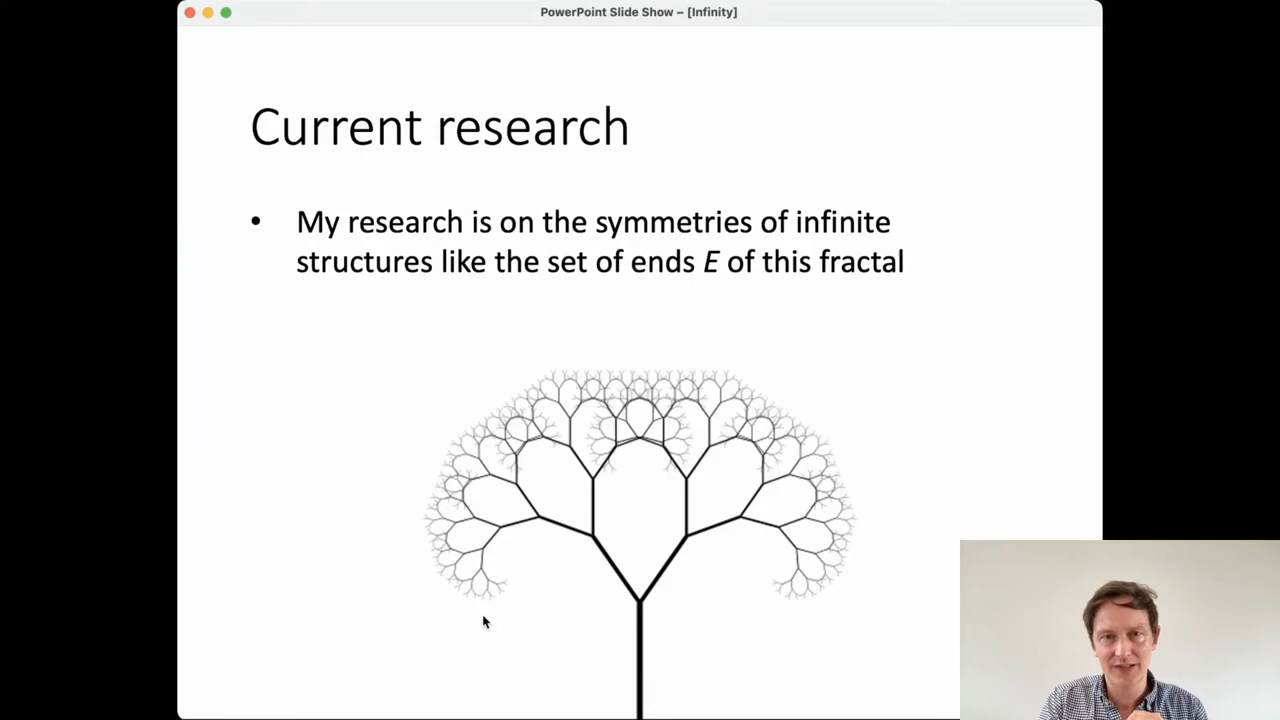 PowerPoint Slide Show – [Infinity]
Current research
• My research is on the symmetries of infinite
structures like the set of ends E of this fractal